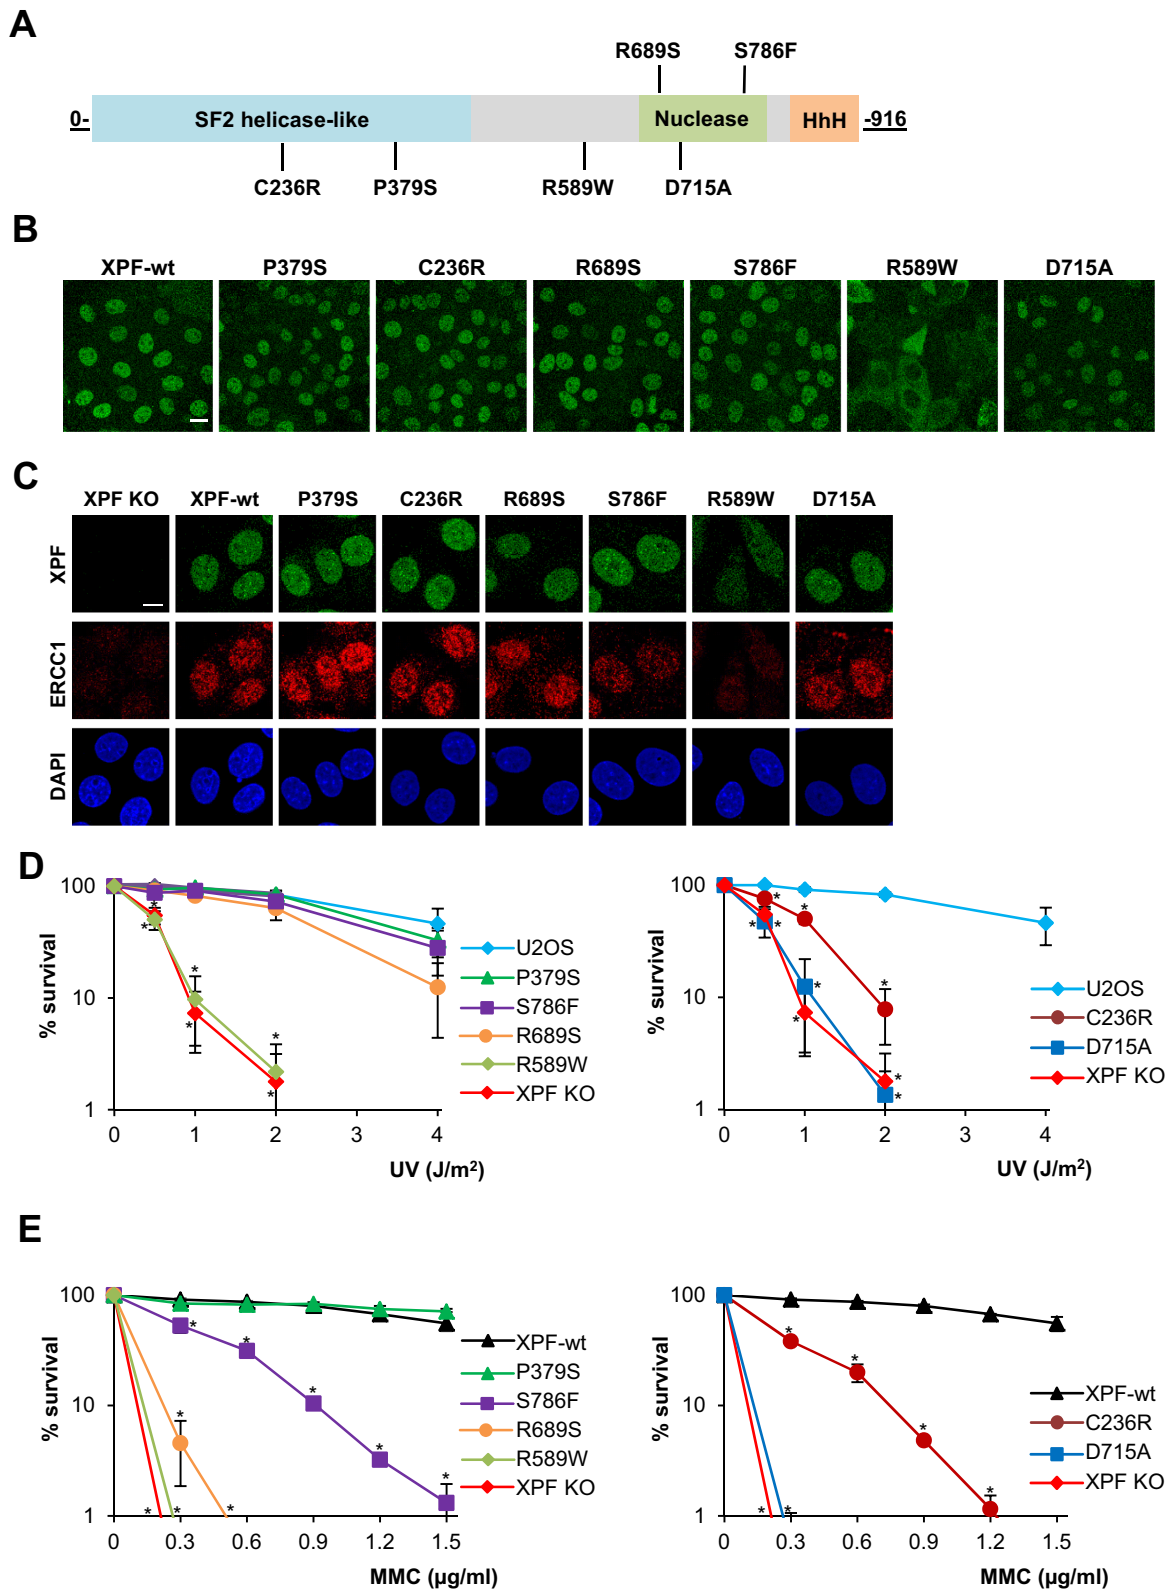 A
R689S S786F
0- SF2 helicase-like Nuclease HhH -916
C236R P379S R589W D715A
B
XPF-wt P379S C236R R689S S786F R589W D715A
C
XPF KO XPF-wt P379S C236R R689S S786F R589W D715A
XPF
ERCC1
DAPI
D
% survival
100
10
1
0 1 2 3 4
UV (J/m²)
U2OS
P379S
S786F
R689S
R589W
XPF KO
% survival
100
10
1
0 1 2 3 4
UV (J/m²)
U2OS
C236R
D715A
XPF KO
E
% survival
100
10
1
0 0.3 0.6 0.9 1.2 1.5
MMC (µg/ml)
XPF-wt
P379S
S786F
R689S
R589W
XPF KO
% survival
100
10
1
0 0.3 0.6 0.9 1.2 1.5
MMC (µg/ml)
XPF-wt
C236R
D715A
XPF KO